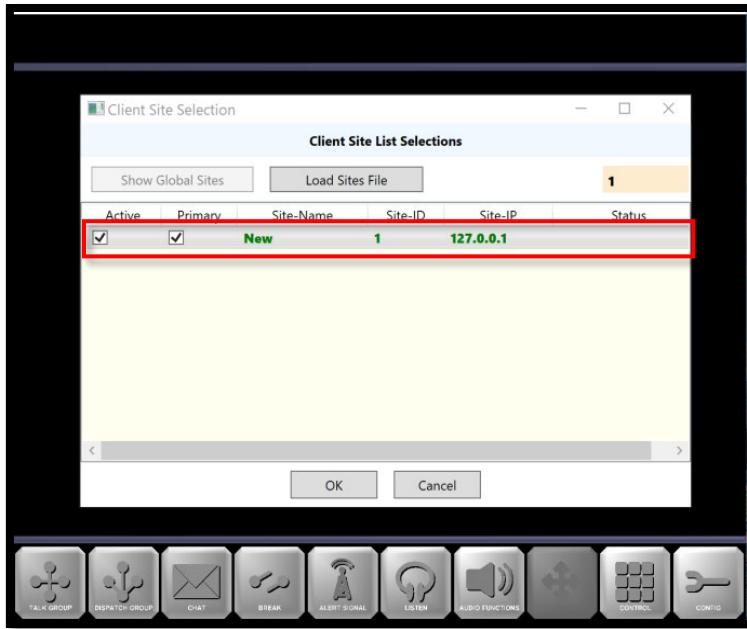 Client Site Selection
Client Site List Selections
Show Global Sites Load Sites File 1
Active Primary Site-Name Site-ID Site-IP Status
New 1 127.0.0.1
OK Cancel
TALK GROUP DISPATCH GROUP CHAT BREAK ALERT SIGNAL LISTEN AUDIO FUNCTIONS CONTROL CONFIG